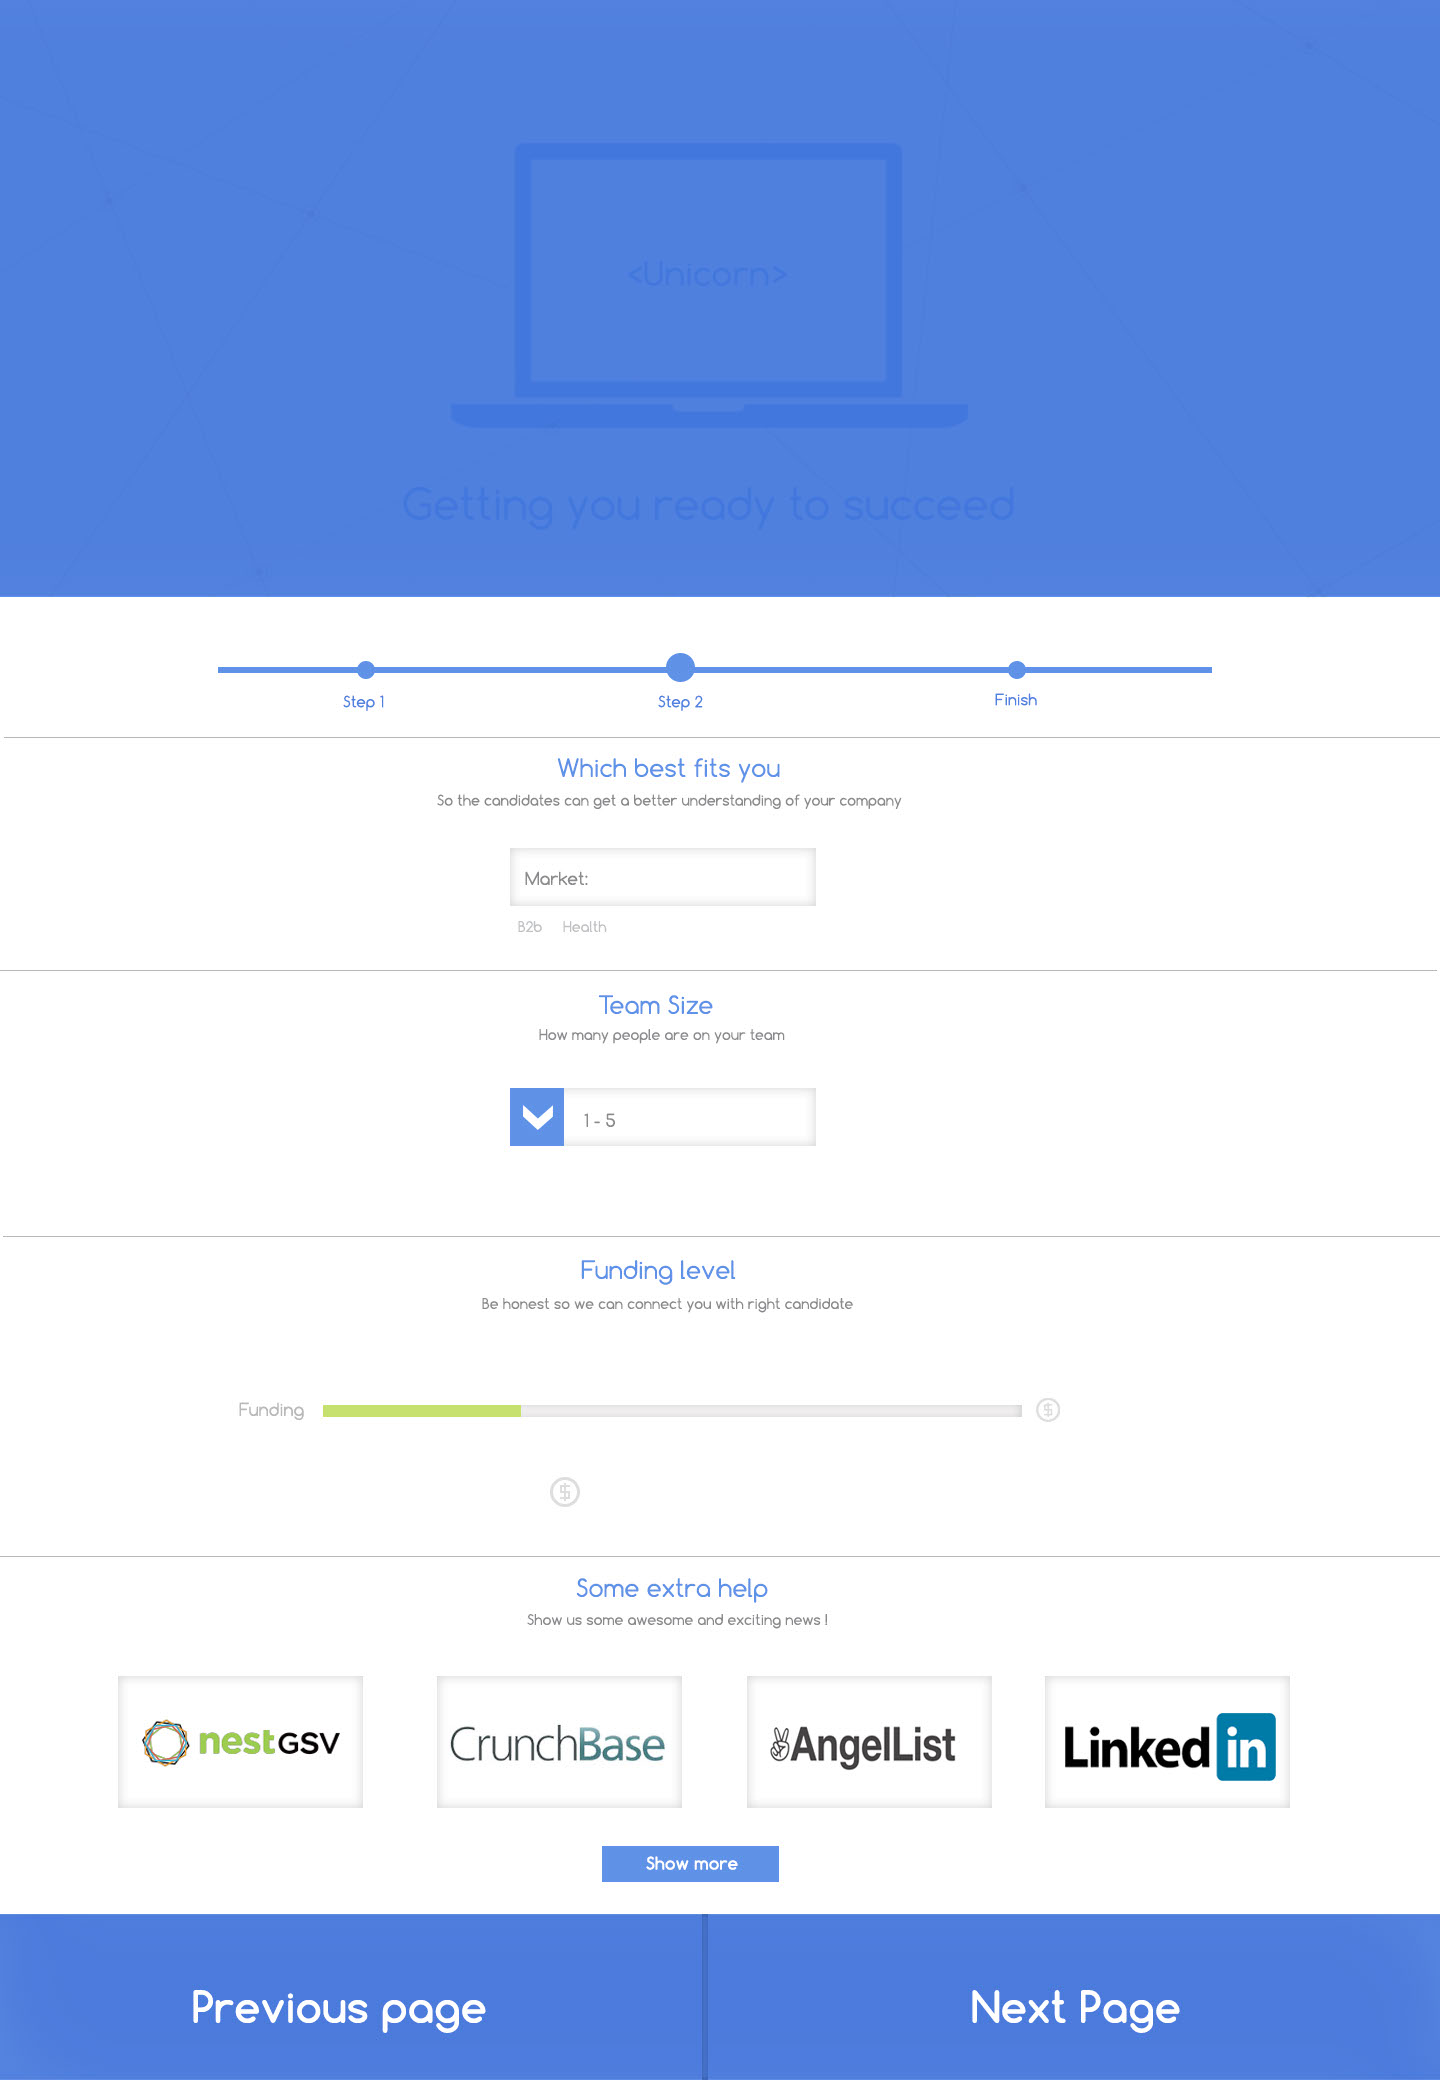 <Unicorn>
Getting you ready to succeed
Step 1
Step 2
Finish
Which best fits you
So the candidates can get a better understanding of your company
Market:
B2b Health
Team Size
How many people are on your team
1 - 5
Funding level
Be honest so we can connect you with right candidate
Funding
Some extra help
Show us some awesome and exciting news !
nestGSV
CrunchBase
AngelList
Linked in
Show more
Previous page
Next Page